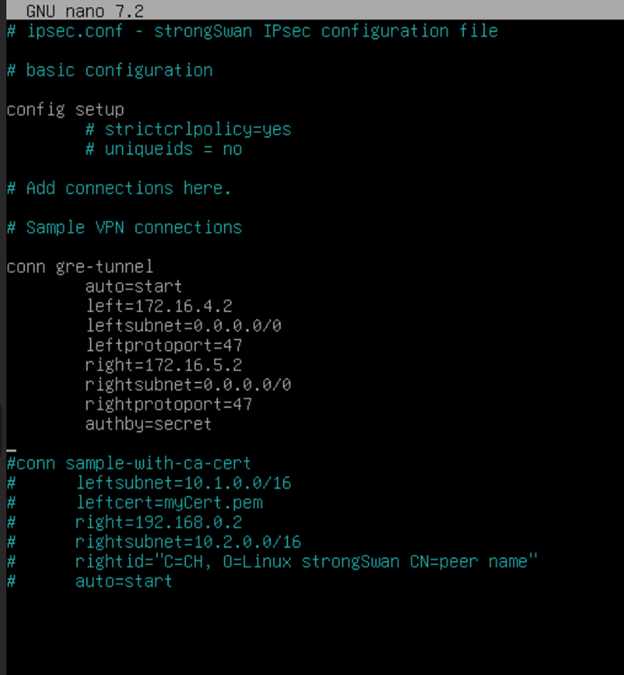 GNU nano 7.2
# ipsec.conf - strongSwan IPsec configuration file
# basic configuration
config setup
# strictcrlpolicy=yes
# uniqueids = no
# Add connections here.
# Sample VPN connections
conn gre-tunnel
auto=start
left=172.16.4.2
leftsubnet=0.0.0.0/0
leftprotoport=47
right=172.16.5.2
rightsubnet=0.0.0.0/0
rightprotoport=47
authby=secret
#conn sample-with-ca-cert
#      leftsubnet=10.1.0.0/16
#      leftcert=myCert.pem
#      right=192.168.0.2
#      rightsubnet=10.2.0.0/16
#      rightid="C=CH, O=Linux strongSwan CN=peer name"
#      auto=start